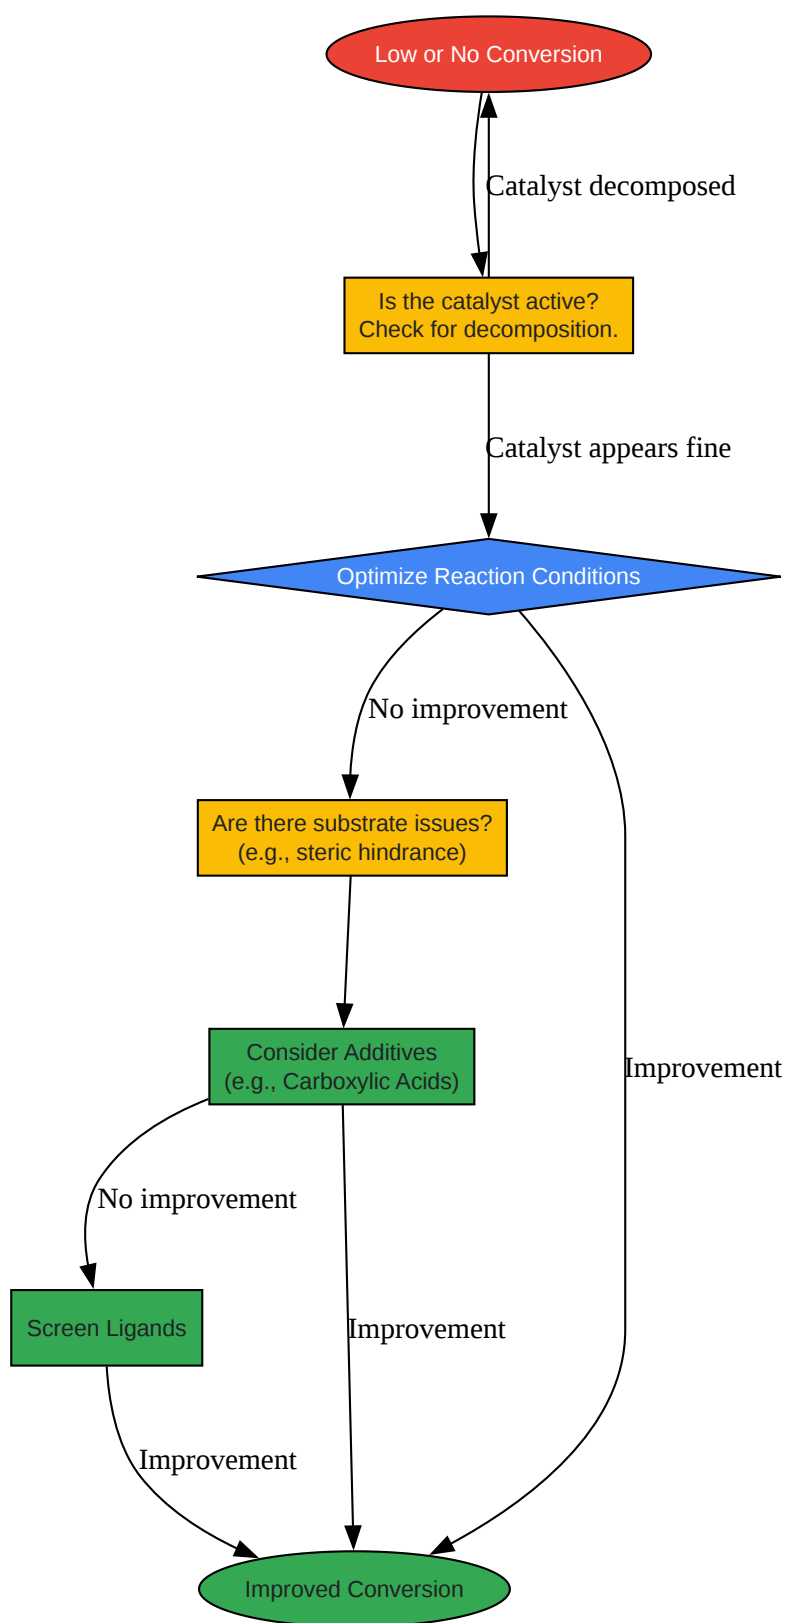 Low or No Conversion
Catalyst decomposed
Is the catalyst active?
Check for decomposition.
Catalyst appears fine
Optimize Reaction Conditions
No improvement
Are there substrate issues?
(e.g., steric hindrance)
Consider Additives
(e.g., Carboxylic Acids)
Improvement
No improvement
Screen Ligands
Improvement
Improvement
Improved Conversion